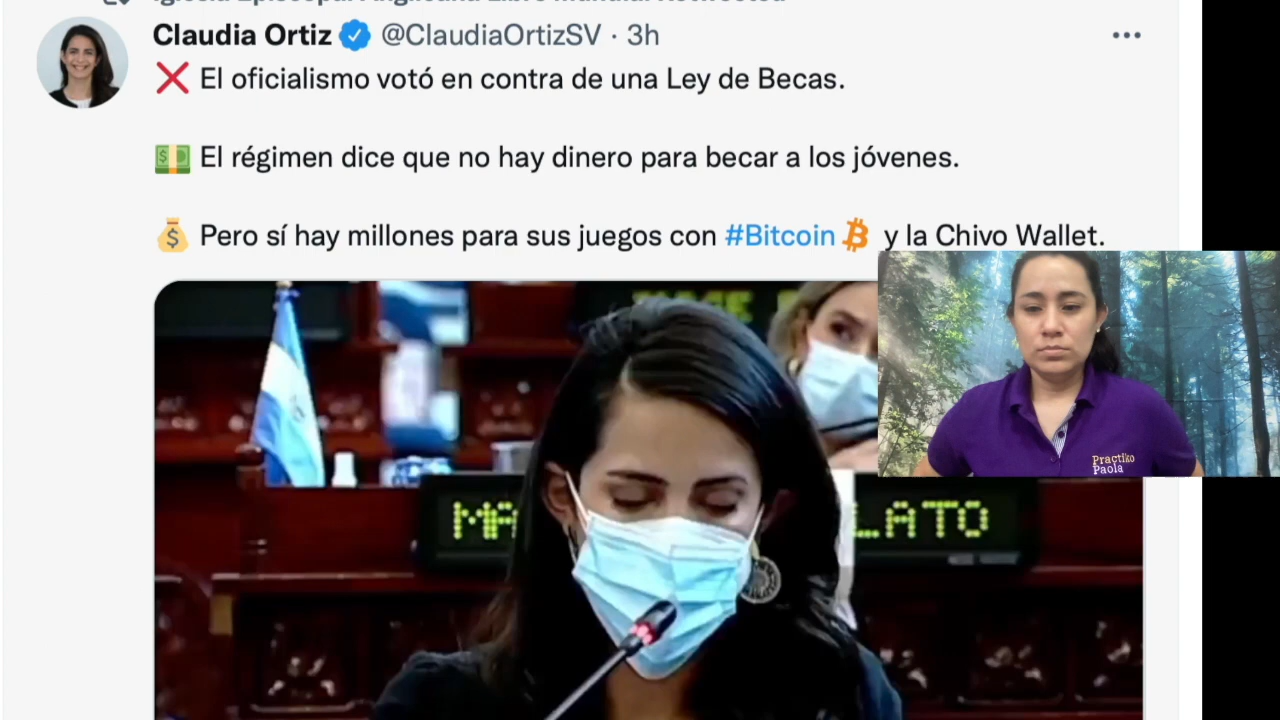 Claudia Ortiz @ClaudiaOrtizSV · 3h
❌ El oficialismo votó en contra de una Ley de Becas.
💵 El régimen dice que no hay dinero para becar a los jóvenes.
💰 Pero sí hay millones para sus juegos con #Bitcoin y la Chivo Wallet.
Practiko
Paola
MA
LATO